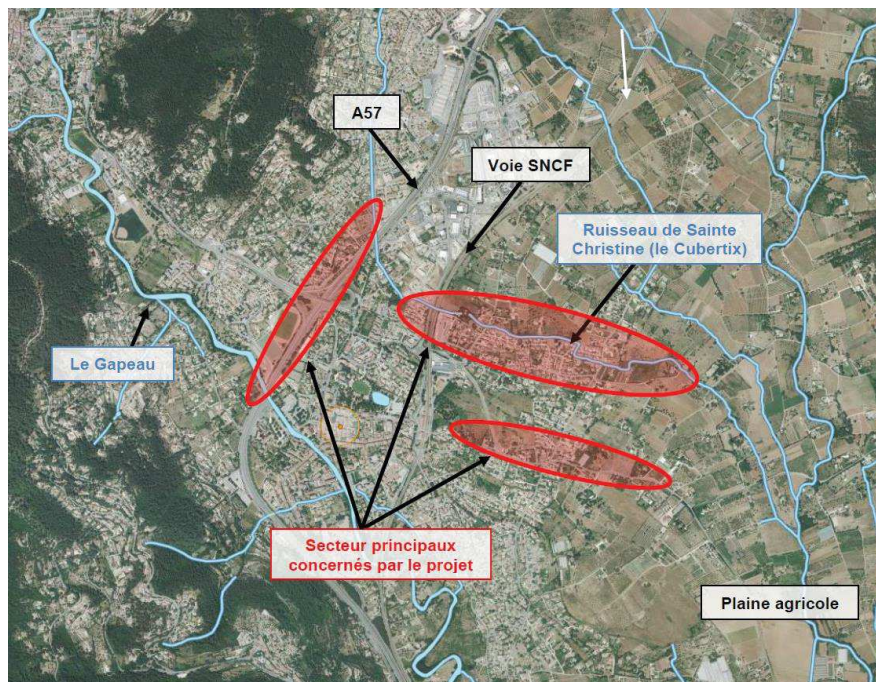 A57
Voie SNCF
Ruisseau de Sainte
Christine (le Cubertix)
Le Gapeau
Secteur principaux
concernés par le projet
Plaine agricole